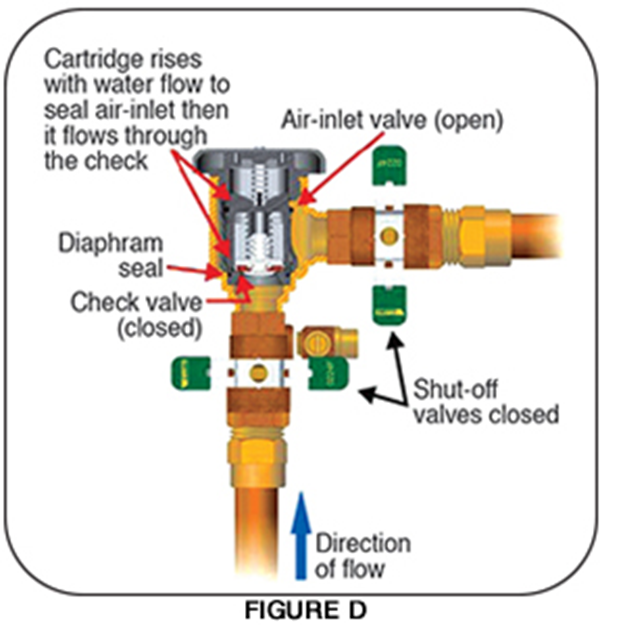 Cartridge rises
with water flow to
seal air-inlet then
it flows through
the check
Air-inlet valve (open)
Diaphram
seal
Check valve
(closed)
Shut-off
valves closed
Direction
of flow
FIGURE D